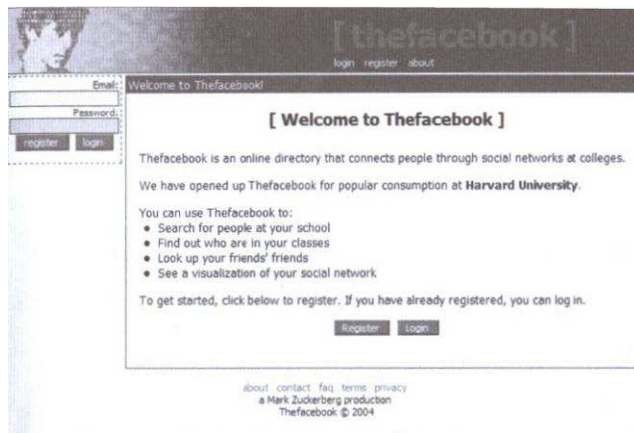 [ thefacebook ]
login register about
Email:
Password:
register login
Welcome to Thefacebook!
[ Welcome to Thefacebook ]
Thefacebook is an online directory that connects people through social networks at colleges.
We have opened up Thefacebook for popular consumption at Harvard University.
You can use Thefacebook to:
• Search for people at your school
• Find out who are in your classes
• Look up your friends' friends
• See a visualization of your social network
To get started, click below to register. If you have already registered, you can log in.
Register Login
about contact faq terms privacy
a Mark Zuckerberg production
Thefacebook © 2004